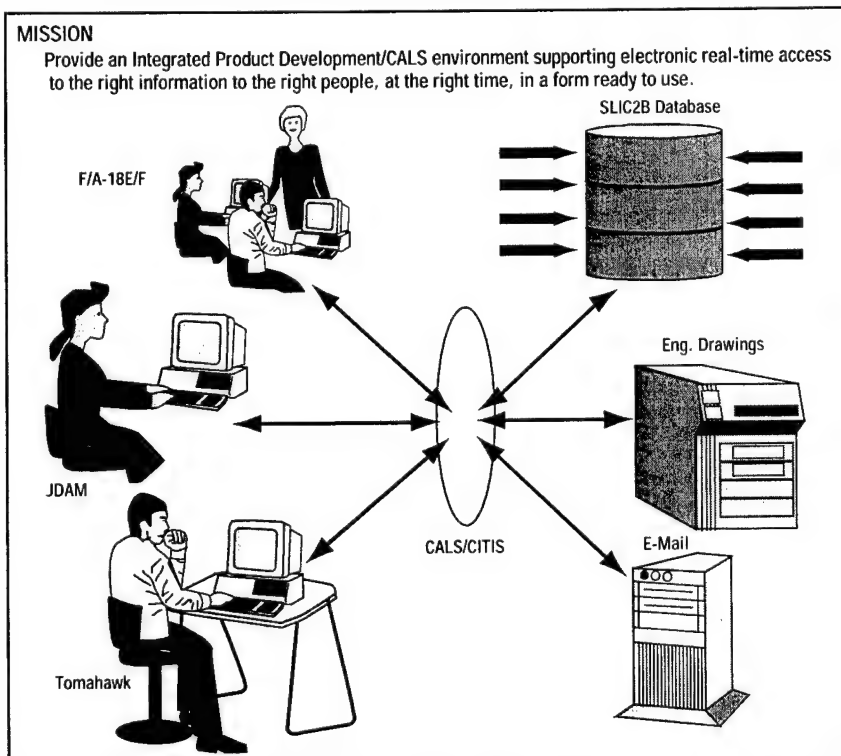 MISSION
Provide an Integrated Product Development/CALS environment supporting electronic real-time access
to the right information to the right people, at the right time, in a form ready to use.
SLIC2B Database
F/A-18E/F
Eng. Drawings
JDAM
CALS/CITIS
E-Mail
Tomahawk